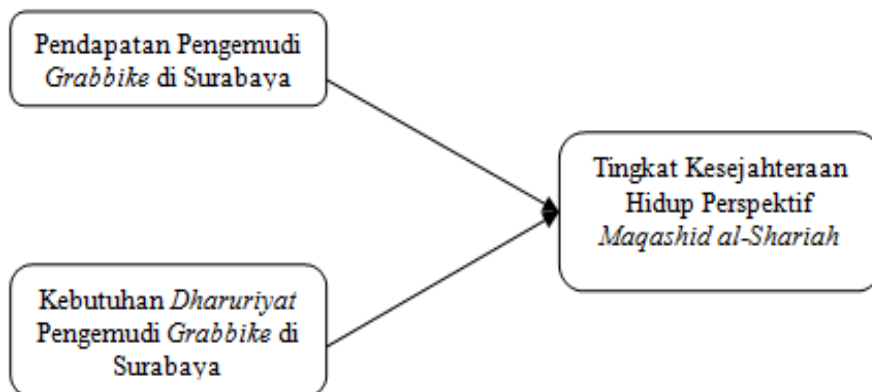 Pendapatan Pengemudi
Grabbike di Surabaya
Tingkat Kesejahteraan
Hidup Perspektif
Maqashid al-Shariah
Kebutuhan Dharuriyat
Pengemudi Grabbike di
Surabaya